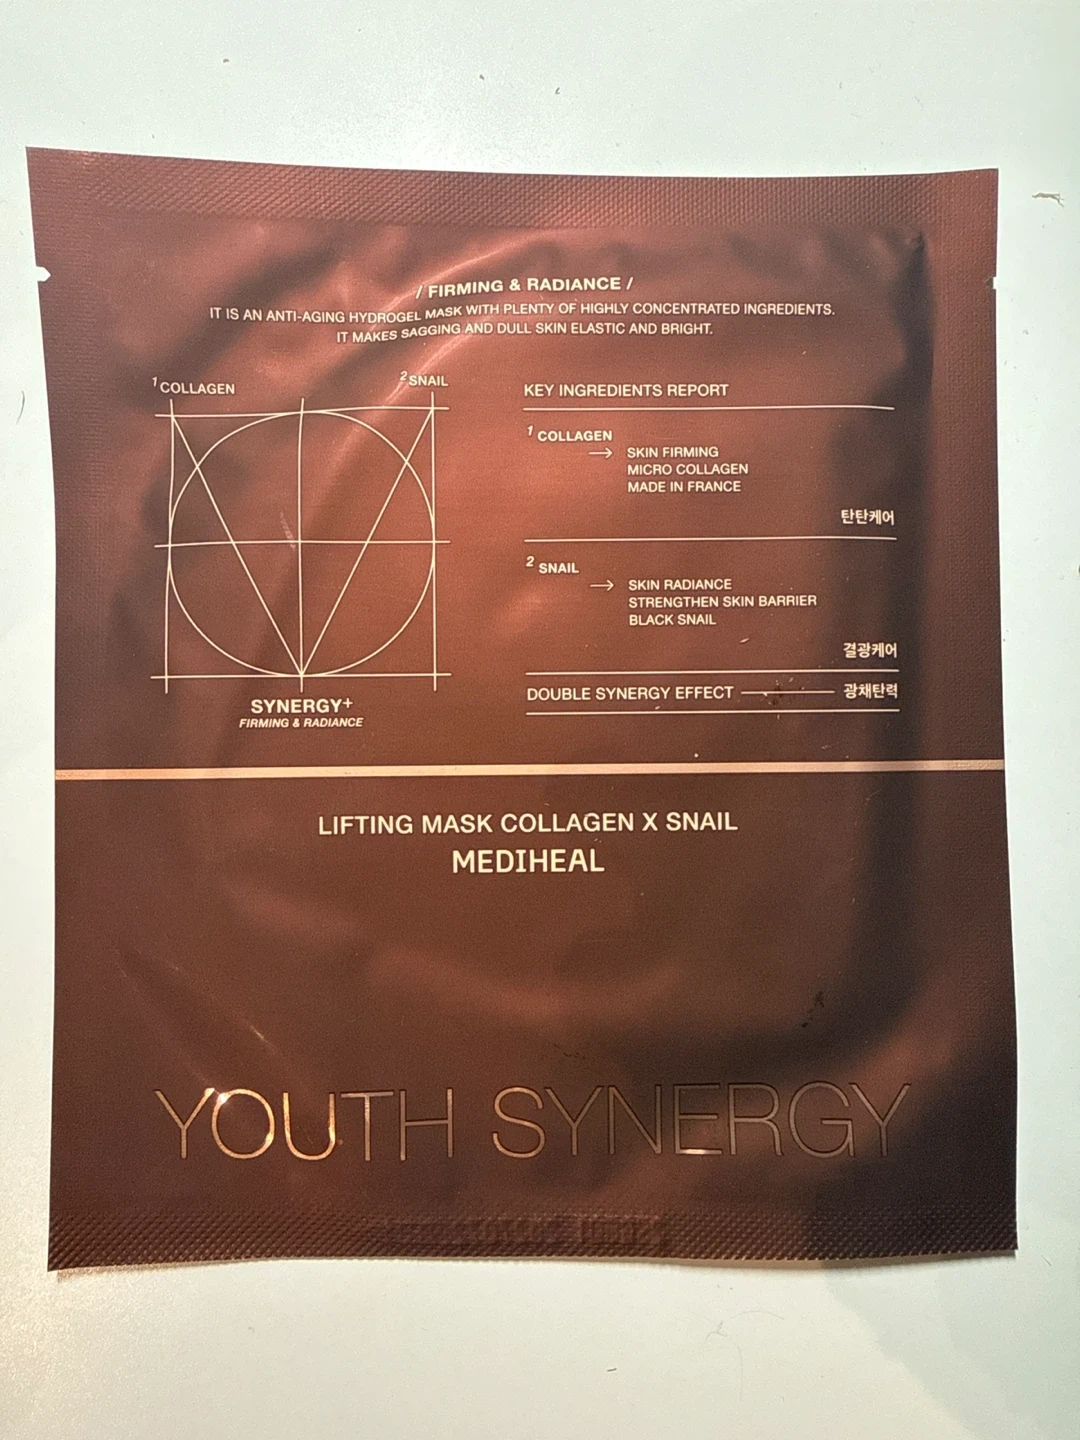 / FIRMING & RADIANCE /
IT IS AN ANTI-AGING HYDROGEL MASK WITH PLENTY OF HIGHLY CONCENTRATED INGREDIENTS.
IT MAKES SAGGING AND DULL SKIN ELASTIC AND BRIGHT.
1 COLLAGEN
2 SNAIL
SYNERGY+
FIRMING & RADIANCE
KEY INGREDIENTS REPORT
1 COLLAGEN
→ SKIN FIRMING
MICRO COLLAGEN
MADE IN FRANCE
탄탄케어
2 SNAIL
→ SKIN RADIANCE
STRENGTHEN SKIN BARRIER
BLACK SNAIL
결광케어
DOUBLE SYNERGY EFFECT — 광채탄력
LIFTING MASK COLLAGEN X SNAIL
MEDIHEAL
YOUTH SYNERGY